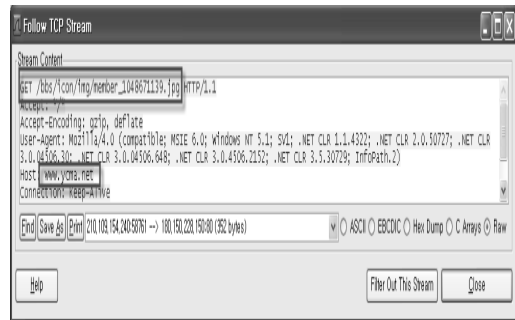 Follow TCP Stream
Stream Content
GET /bbs/icon/img/member_1048671139.jpg HTTP/1.1
Accept: */*
Accept-Encoding: gzip, deflate
User-Agent: Mozilla/4.0 (compatible; MSIE 6.0; Windows NT 5.1; SV1; .NET CLR 1.1.4322; .NET CLR 2.0.50727; .NET CLR
3.0.04506.30; .NET CLR 3.0.04506.648; .NET CLR 3.0.4506.2152; .NET CLR 3.5.30729; InfoPath.2)
Host: www.ycma.net
Connection: Keep-Alive
Find Save As Print 210,109,154,240:58761 --> 180,150,228,150:80 (352 bytes) ASCII EBCDIC Hex Dump C Arrays Raw
Help Filter Out This Stream Close